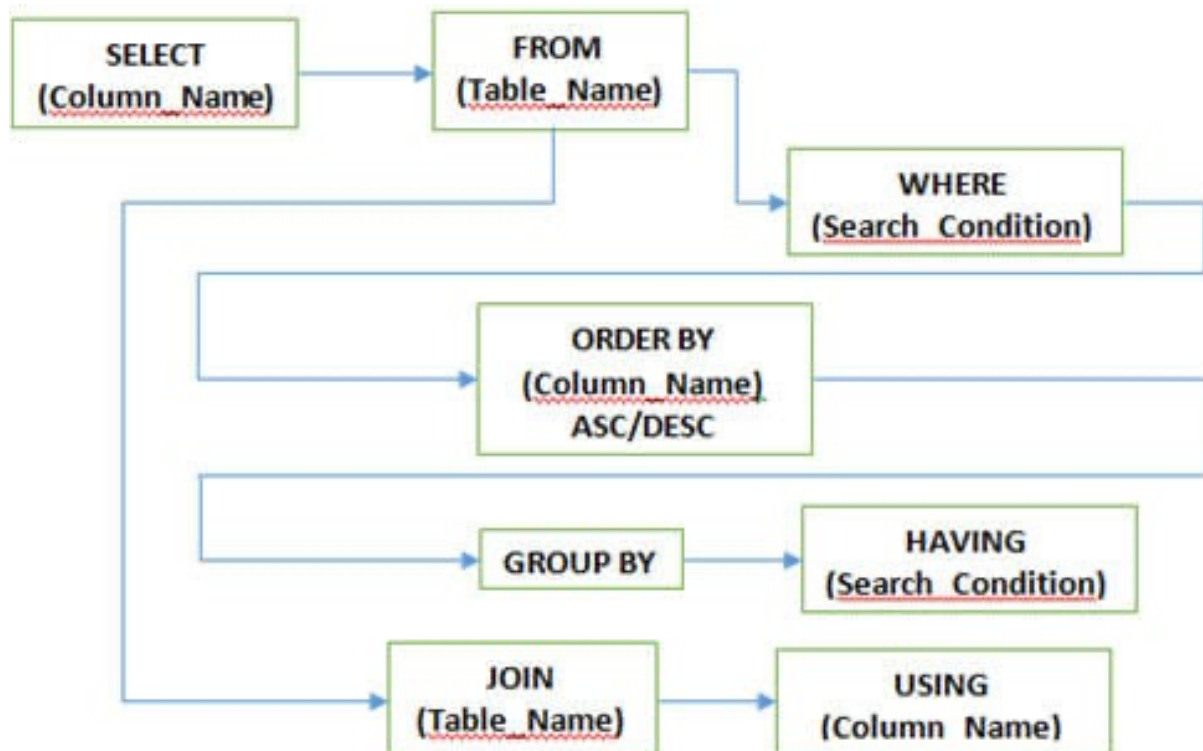 SELECT
(Column_Name)
FROM
(Table_Name)
WHERE
(Search_Condition)
ORDER BY
(Column_Name)
ASC/DESC
GROUP BY
HAVING
(Search_Condition)
JOIN
(Table_Name)
USING
(Column_Name)